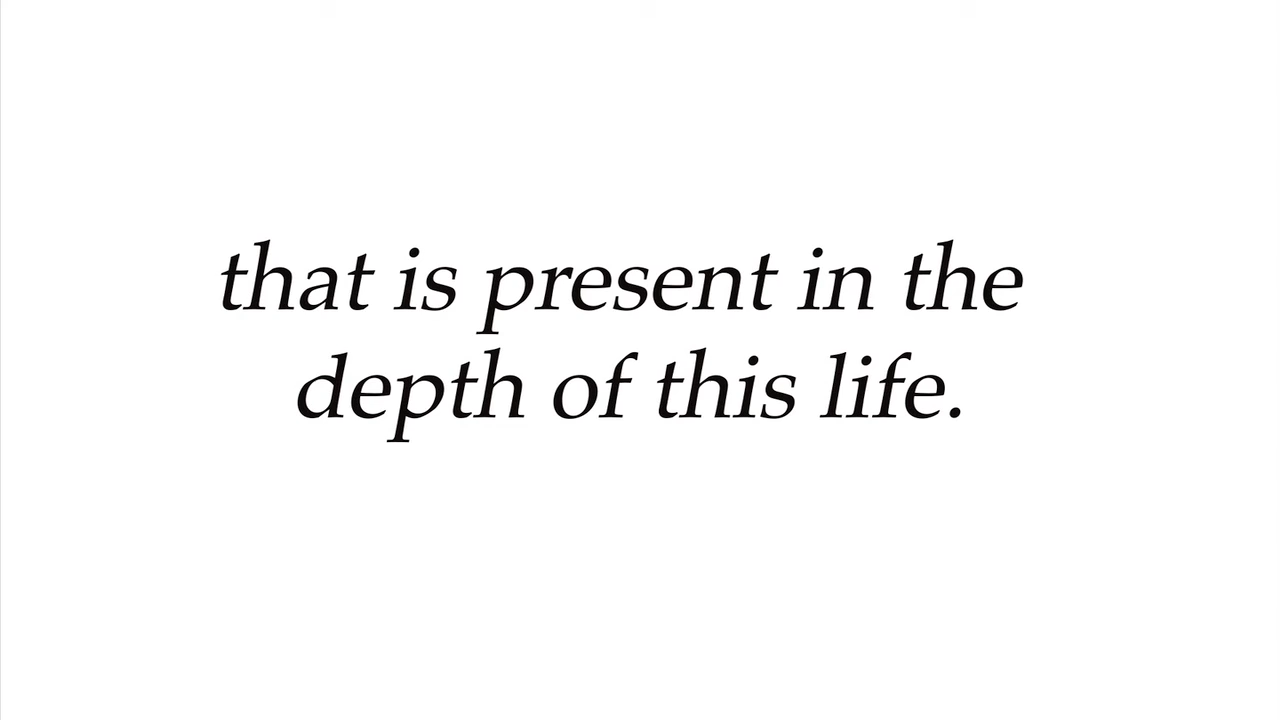 that is present in the
depth of this life.